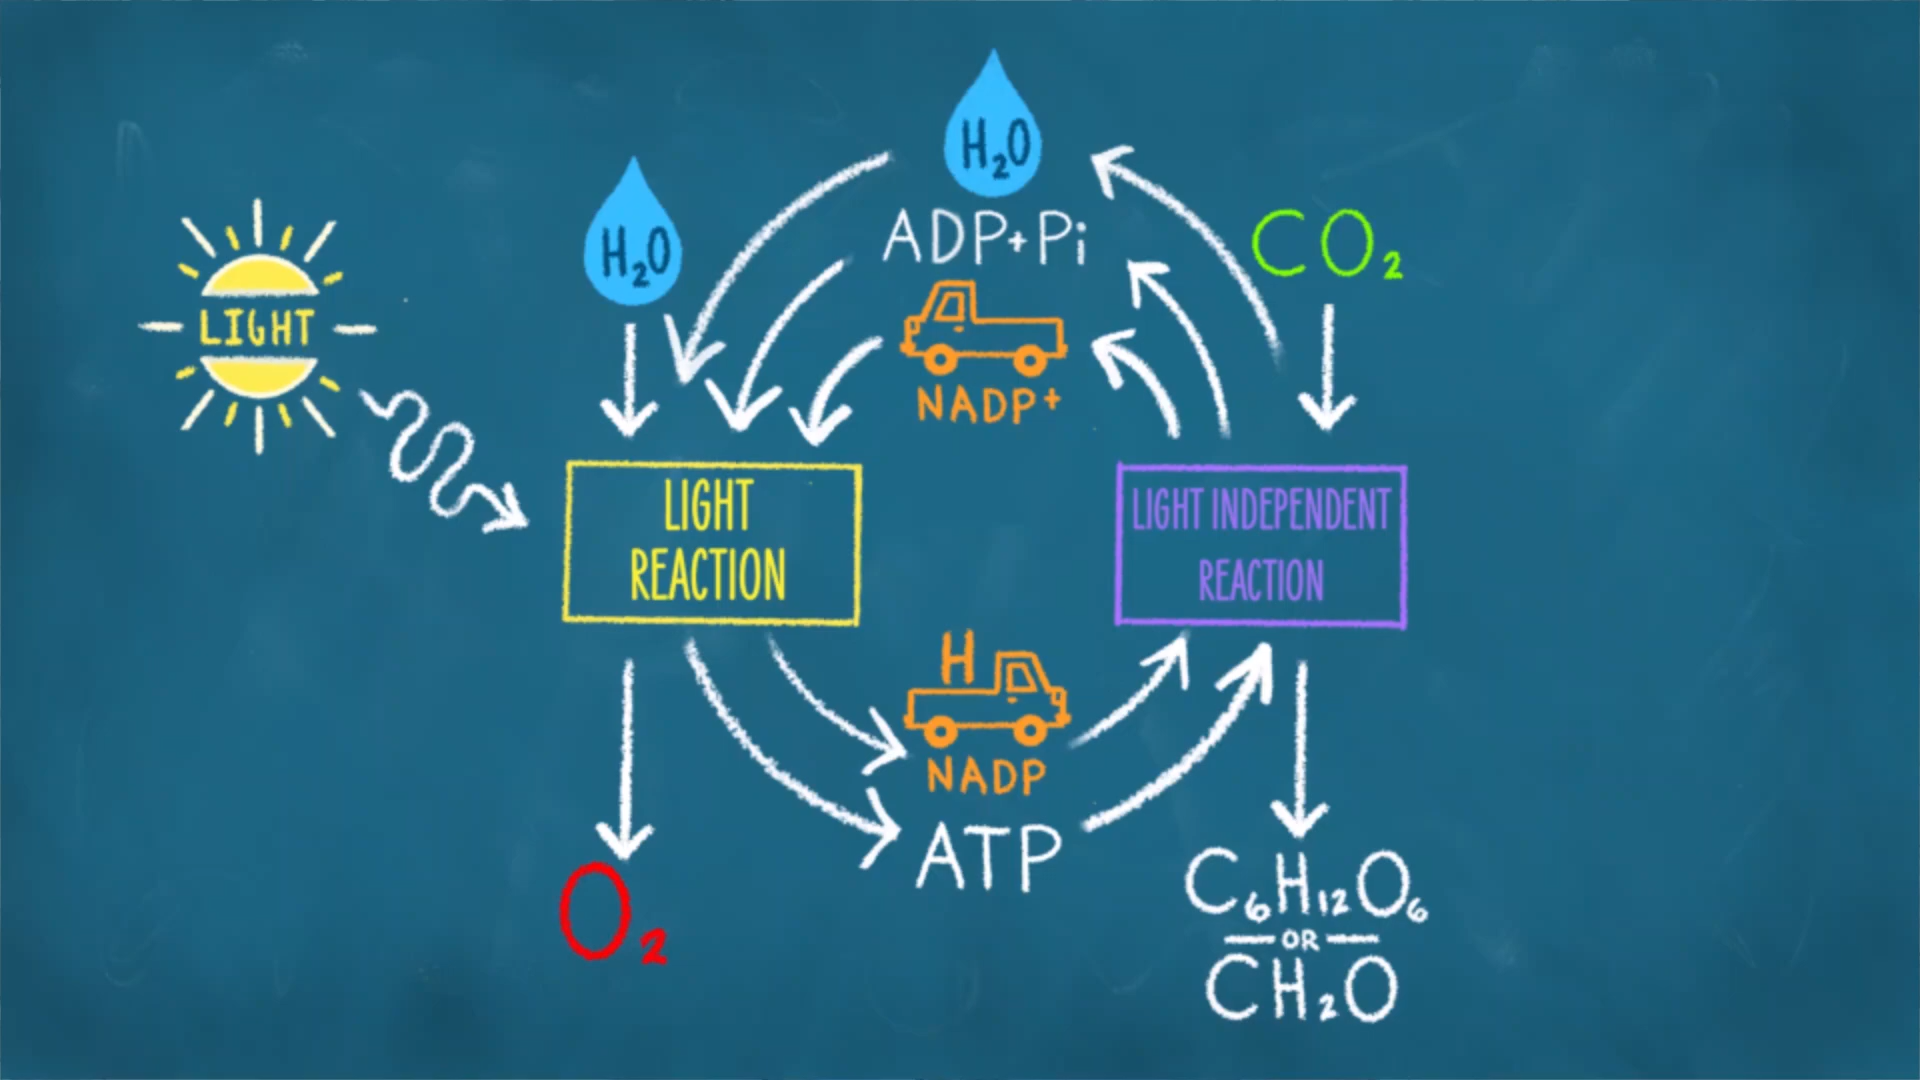 H₂O
H₂O
ADP+Pi
CO₂
LIGHT
NADP+
LIGHT
REACTION
LIGHT INDEPENDENT
REACTION
H
NADP
ATP
O₂
C₆H₁₂O₆
OR
CH₂O